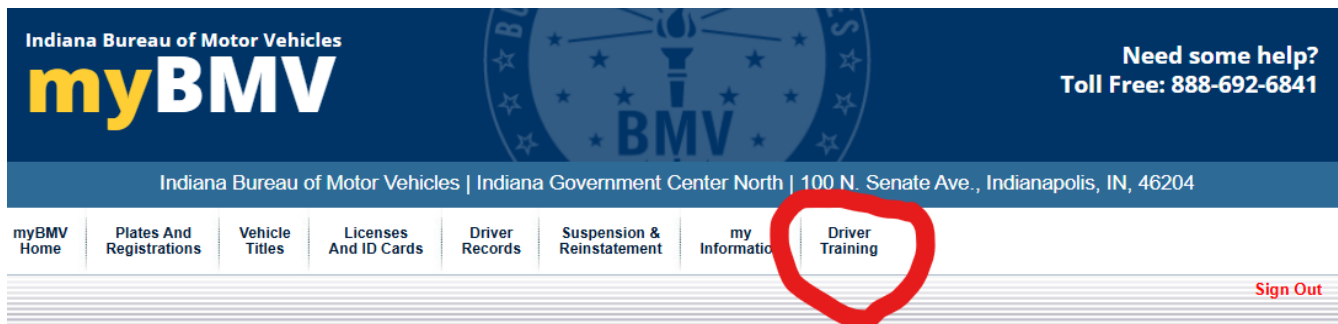 Indiana Bureau of Motor Vehicles
myBMV
BU
S
BMV
Need some help?
Toll Free: 888-692-6841
Indiana Bureau of Motor Vehicles | Indiana Government Center North | 100 N. Senate Ave., Indianapolis, IN, 46204
myBMV Home
Plates And Registrations
Vehicle Titles
Licenses And ID Cards
Driver Records
Suspension & Reinstatement
my
Driver Training
Sign Out